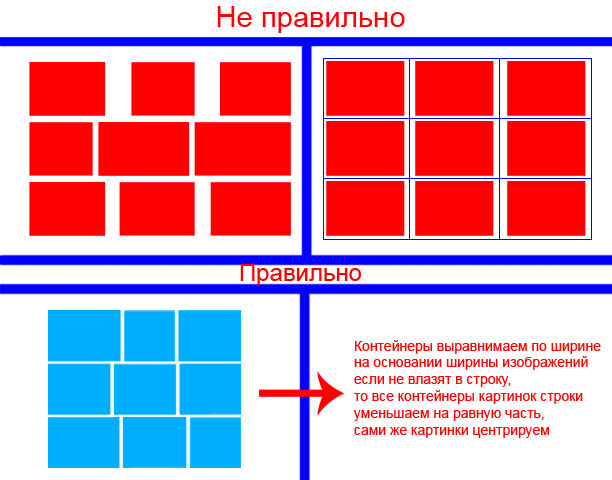 Не правильно
Правильно
Контейнеры выравнимаем по ширине
на основании ширины изображений
если не влазят в строку,
то все контейнеры картинок строки
уменьшаем на равную часть,
сами же картинки центрируем